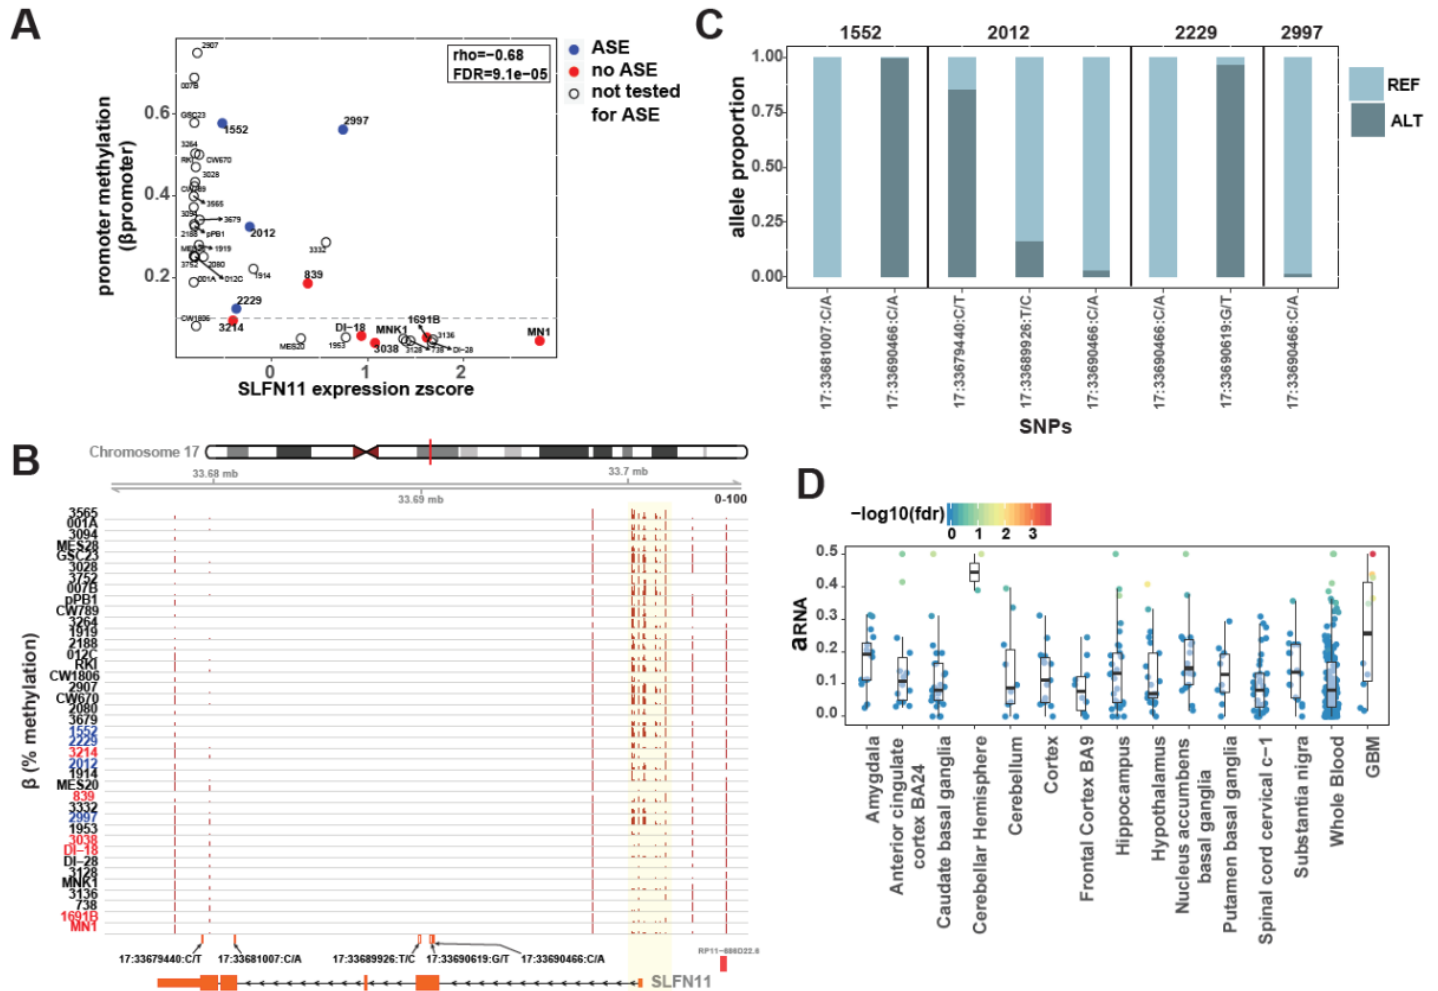 A
2907
007B
GSC23
1552
2997
3264
RKI
CW670
3028
CW789
3565
3094
3679
2188
pPB1
2012
MES28
1919
3332
3752
2080
001A
012C
1914
839
2229
CW1806
3214
MES20
1953
DI−18
MNK1
1691B
3038
3128
738
3136
DI−28
MN1
rho=−0.68
FDR=9.1e−05
ASE
no ASE
not tested
for ASE
promoter methylation
(βpromoter)
0.6
0.4
0.2
0
1
2
SLFN11 expression zscore
C
1552
2012
2229
2997
allele proportion
1.00
0.75
0.50
0.25
0.00
REF
ALT
17:33681007:C/A
17:33690466:C/A
17:33679440:C/T
17:33689926:T/C
17:33690466:C/A
17:33690466:C/A
17:33690619:G/T
17:33690466:C/A
SNPs
B
Chromosome 17
33.68 mb
33.7 mb
33.69 mb
0-100
β (% methylation)
3565
001A
3094
MES28
GSC23
3028
3752
007B
pPB1
CW789
3264
1919
2188
012C
RKI
CW1806
2907
CW670
2080
3679
1552
2229
3214
2012
1914
MES20
839
3332
2997
1953
3038
DI−18
DI−28
3128
MNK1
3136
738
1691B
MN1
17:33679440:C/T
17:33681007:C/A
17:33689926:T/C
17:33690619:G/T
17:33690466:C/A
SLFN11
D
−log10(fdr)
0
1
2
3
aRNA
0.5
0.4
0.3
0.2
0.1
0.0
Amygdala
Anterior cingulate
cortex BA24
Caudate basal ganglia
Cerebellar Hemisphere
Cerebellum
Cortex
Frontal Cortex BA9
Hippocampus
Hypothalamus
Nucleus accumbens
basal ganglia
Putamen basal ganglia
Spinal cord cervical c−1
Substantia nigra
Whole Blood
GBM